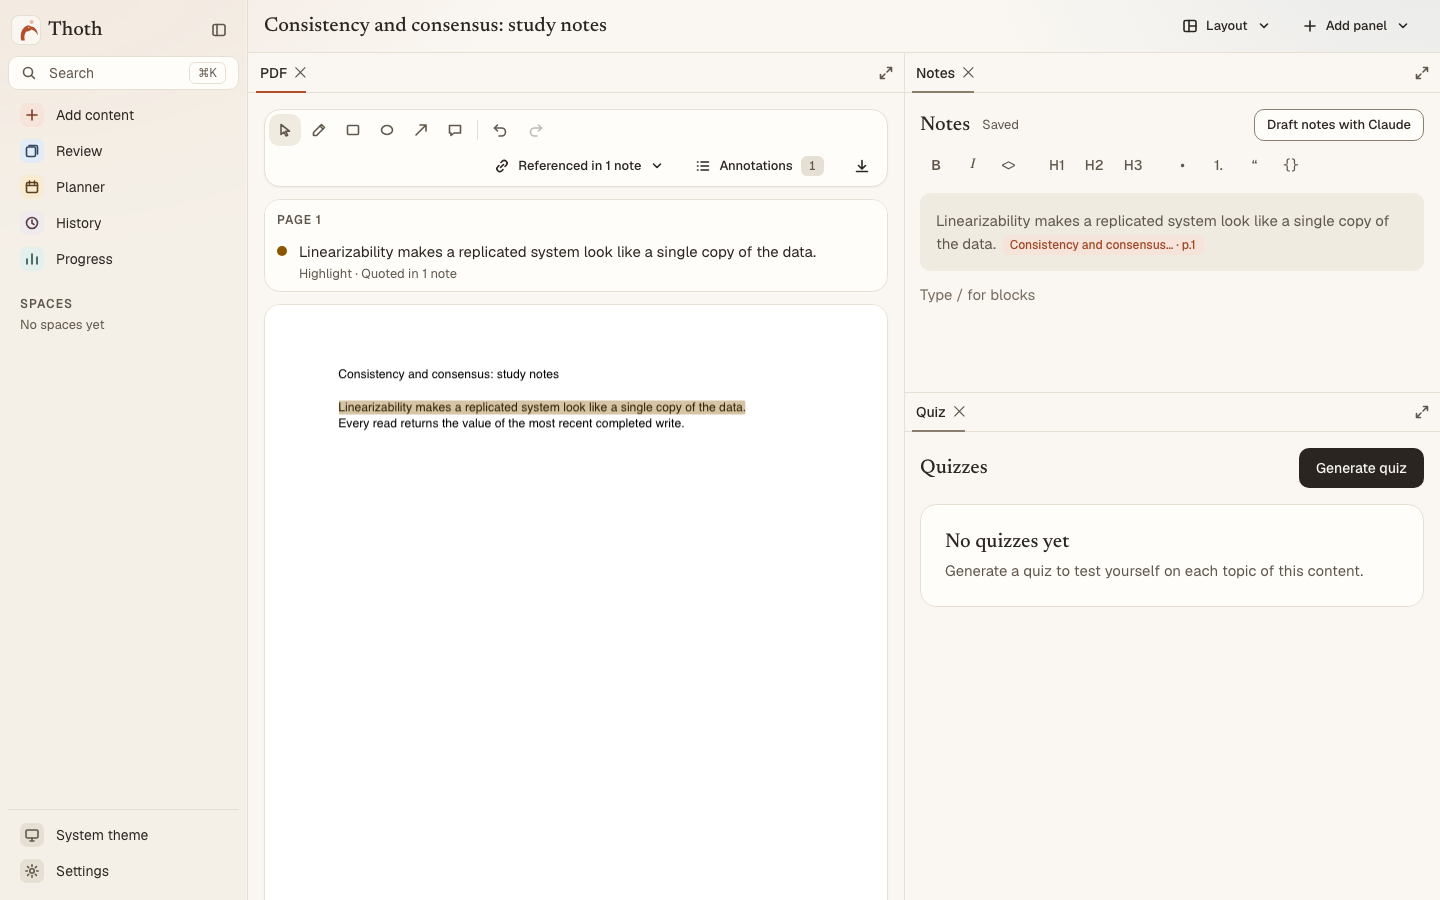 Thoth
Search
⌘K
Add content
Review
Planner
History
Progress
SPACES
No spaces yet
System theme
Settings
Consistency and consensus: study notes
Layout
Add panel
PDF
Referenced in 1 note
Annotations 1
PAGE 1
Linearizability makes a replicated system look like a single copy of the data.
Highlight · Quoted in 1 note
Consistency and consensus: study notes
Linearizability makes a replicated system look like a single copy of the data.
Every read returns the value of the most recent completed write.
Notes
Notes Saved
Draft notes with Claude
B I <> H1 H2 H3 • 1. “ {}
Linearizability makes a replicated system look like a single copy of
the data. Consistency and consensus… · p.1
Type / for blocks
Quiz
Quizzes
Generate quiz
No quizzes yet
Generate a quiz to test yourself on each topic of this content.